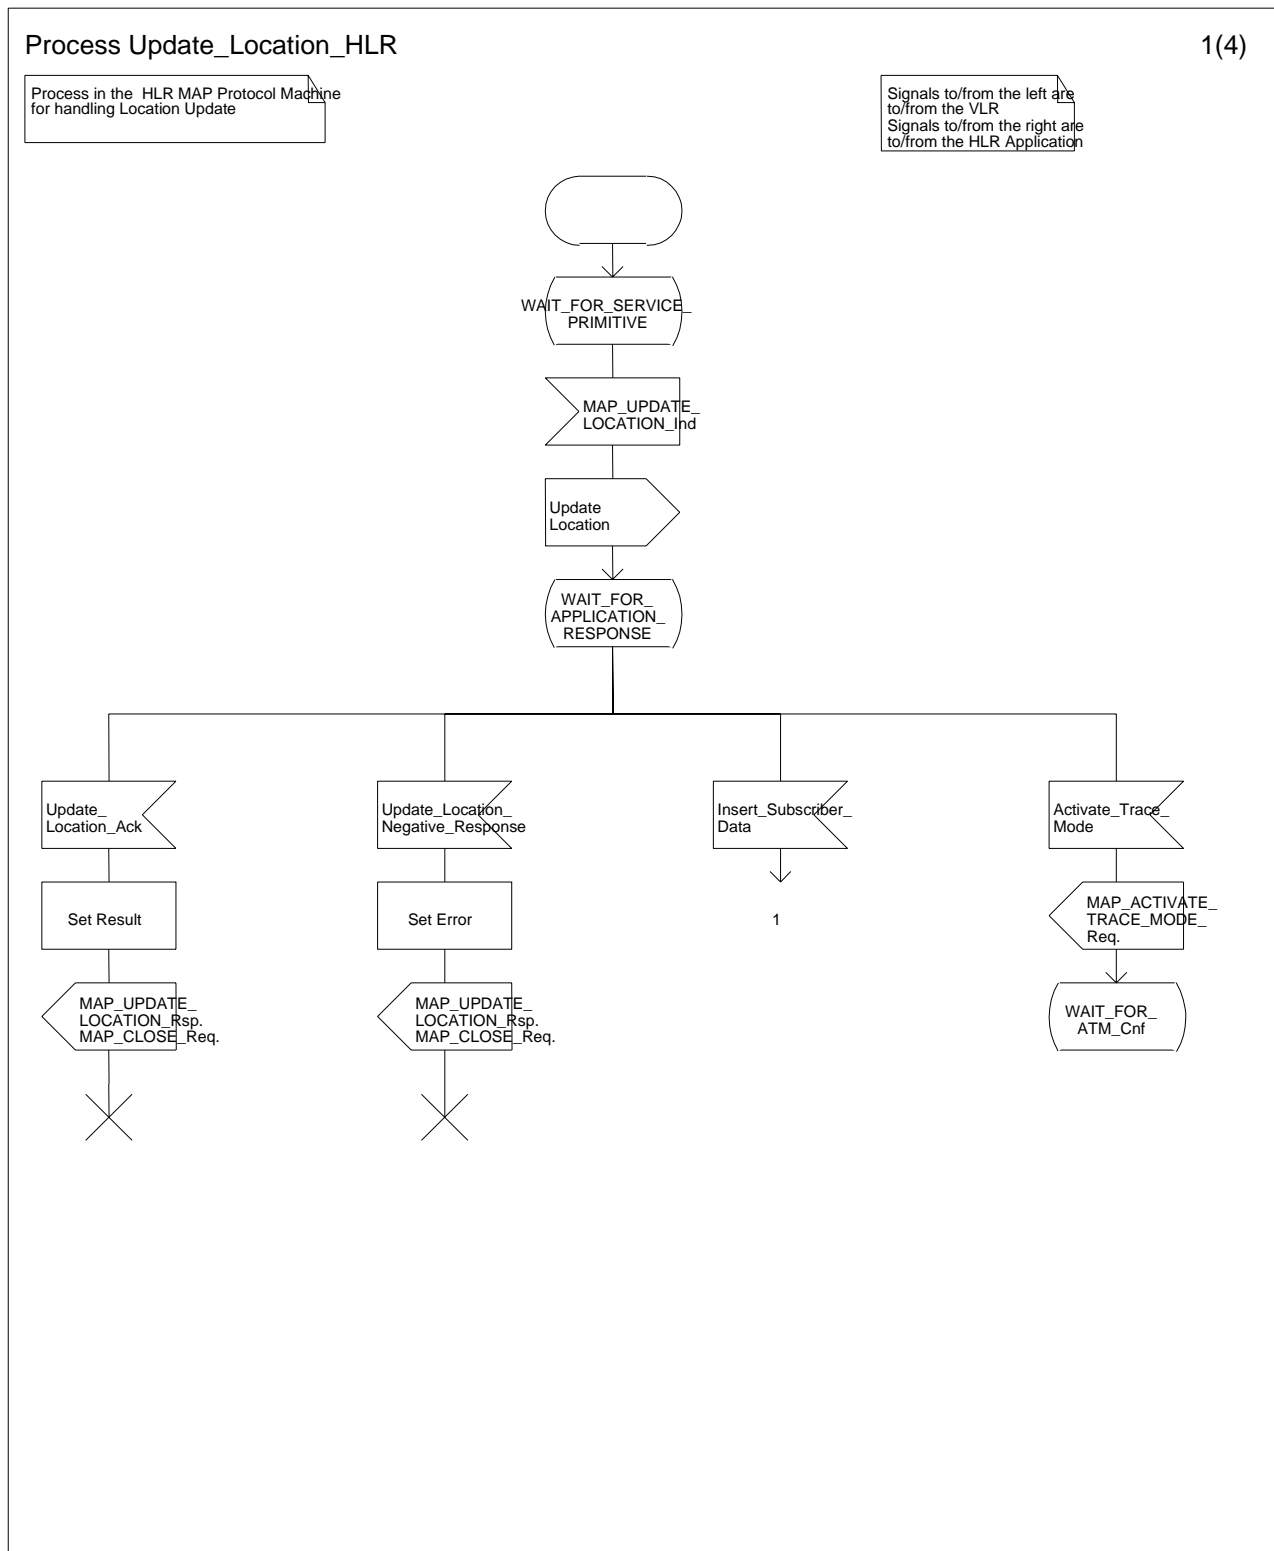 Process Update_Location_HLR
1(4)
Process in the HLR MAP Protocol Machine
for handling Location Update
Signals to/from the left are
to/from the VLR
Signals to/from the right are
to/from the HLR Application
WAIT_FOR_SERVICE_
PRIMITIVE
MAP_UPDATE_
LOCATION_Ind
Update
Location
WAIT_FOR_
APPLICATION_
RESPONSE
Update_
Location_Ack
Update_Location_
Negative_Response
Insert_Subscriber_
Data
Activate_Trace_
Mode
Set Result
Set Error
1
MAP_ACTIVATE_
TRACE_MODE_
Req.
MAP_UPDATE_
LOCATION_Rsp.
MAP_CLOSE_Req.
MAP_UPDATE_
LOCATION_Rsp.
MAP_CLOSE_Req.
WAIT_FOR_
ATM_Cnf